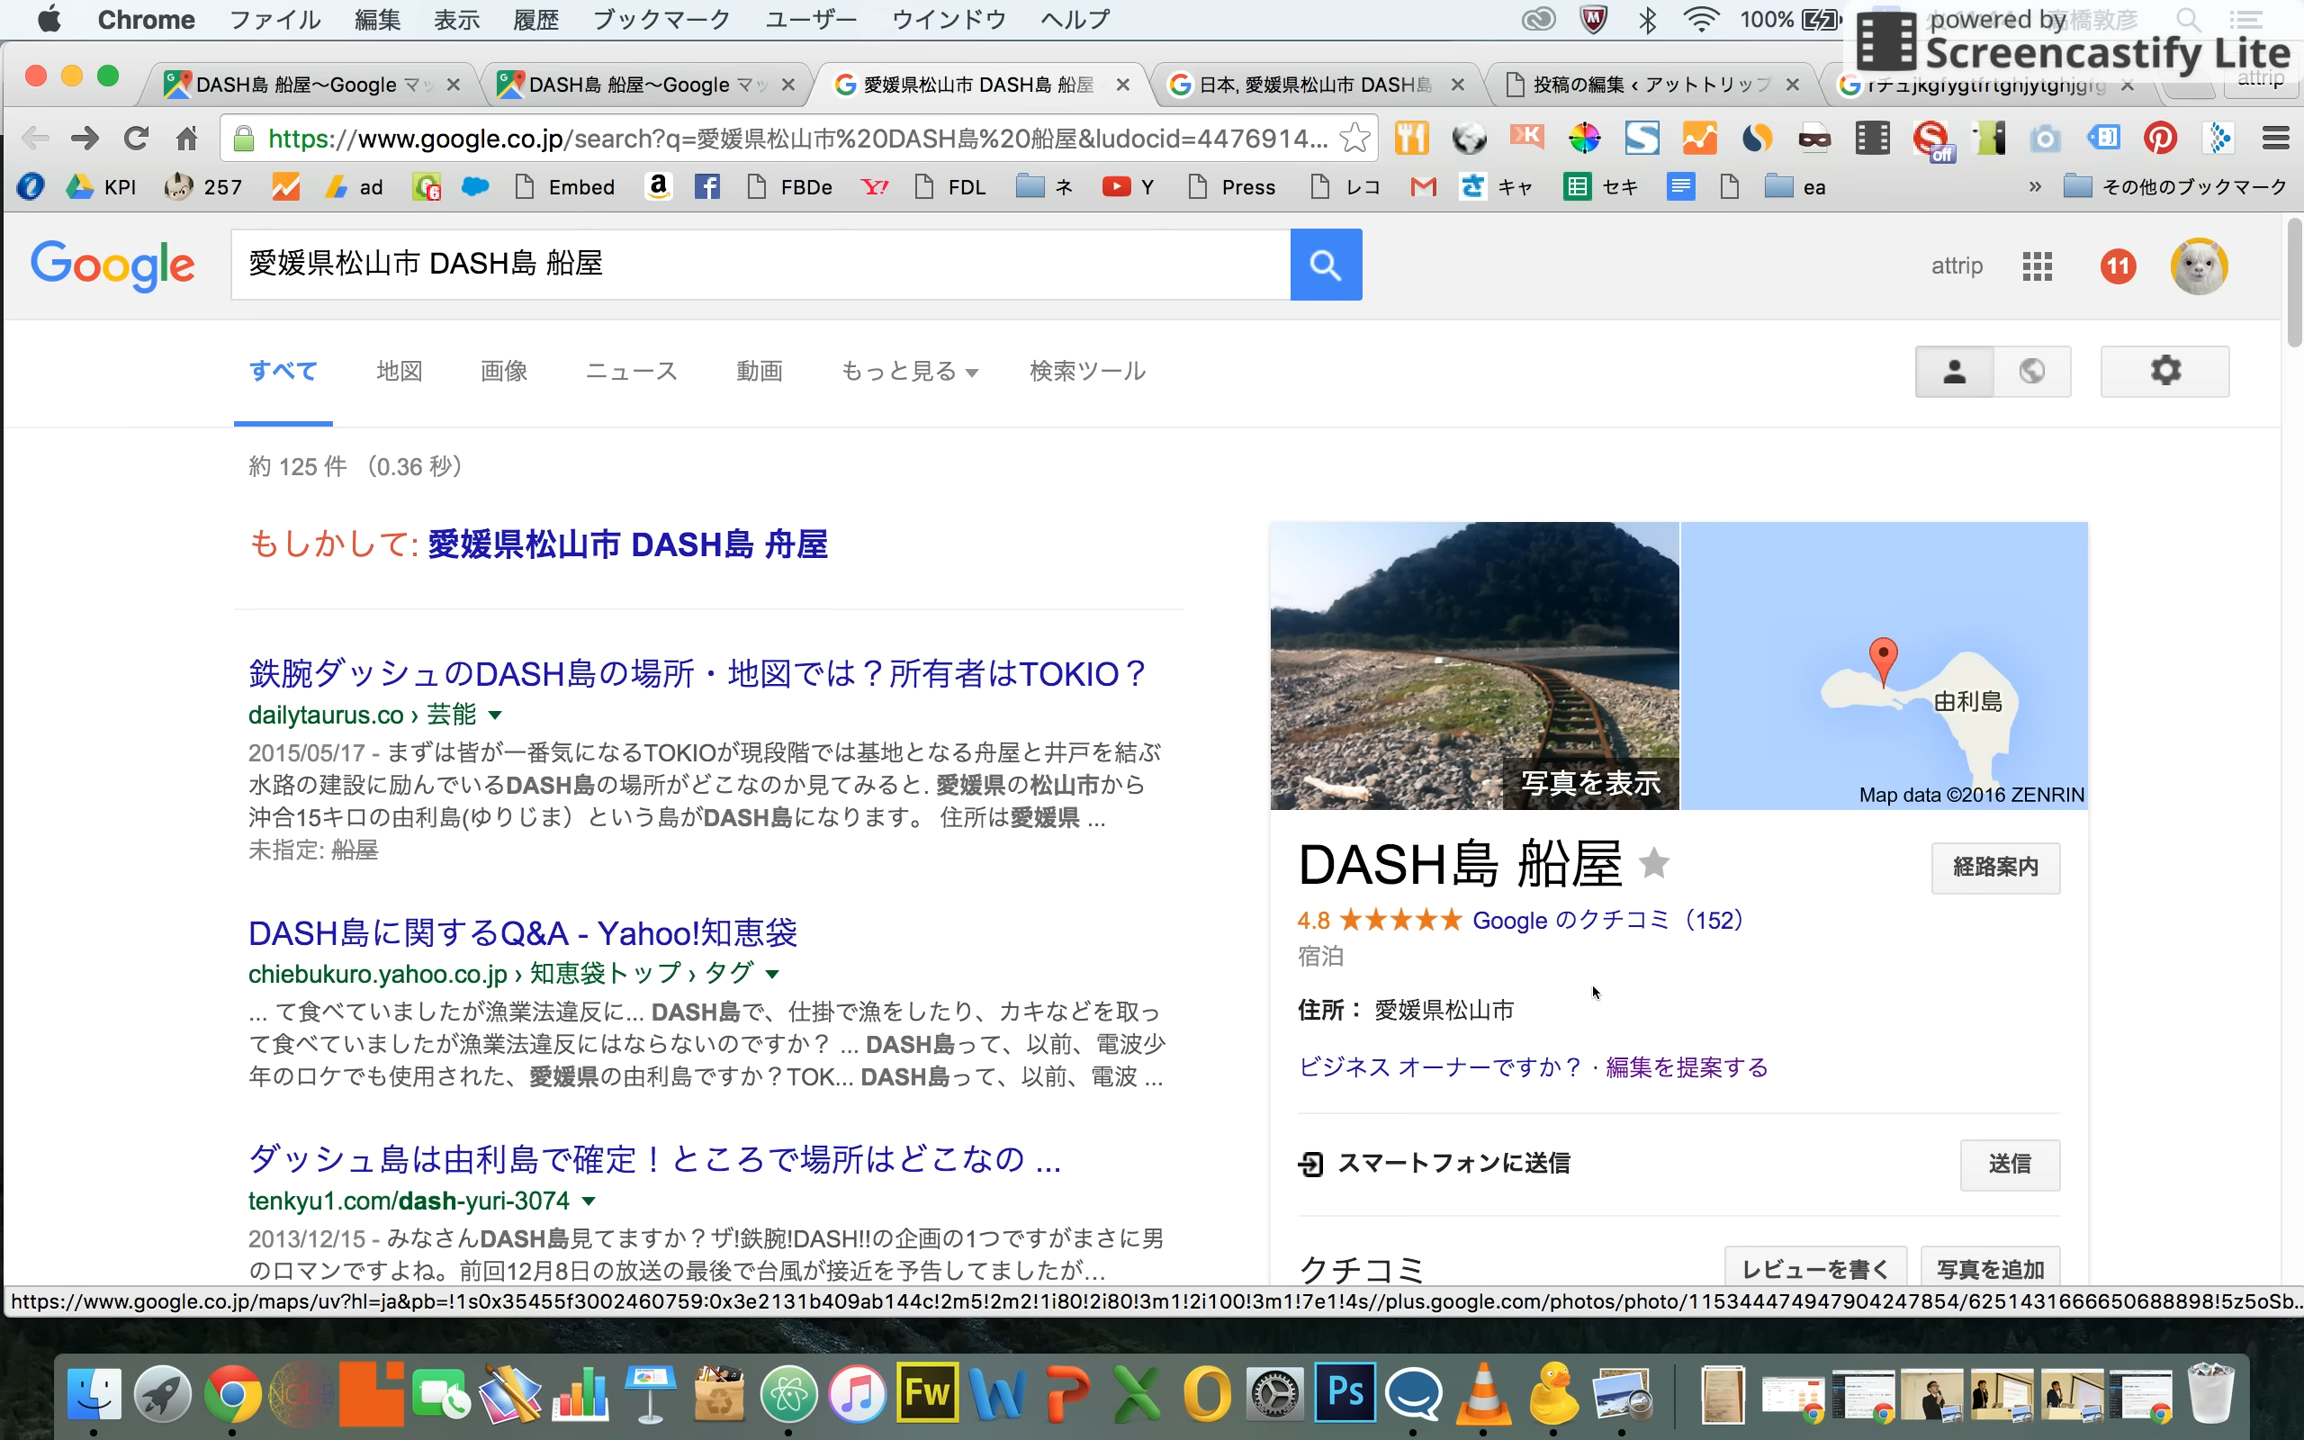 Chrome ファイル 編集 表示 履歴 ブックマーク ユーザー ウインドウ ヘルプ 100% 高橋敦彦
powered by
Screencastify Lite
DASH島 船屋〜Google マッ DASH島 船屋〜Google マッ 愛媛県松山市 DASH島 船屋 日本, 愛媛県松山市 DASH島 投稿の編集 ‹ アットトリップ attrip
https://www.google.co.jp/search?q=愛媛県松山市%20DASH島%20船屋&ludocid=4476914... off
KPI 257 ad Embed a FBDe Y! FDL ネ Y Press レコ キャ セキ ea » その他のブックマーク
Google 愛媛県松山市 DASH島 船屋 attrip 11
すべて 地図 画像 ニュース 動画 もっと見る 検索ツール
約 125 件 （0.36 秒）
もしかして: 愛媛県松山市 DASH島 舟屋
鉄腕ダッシュのDASH島の場所・地図では？所有者はTOKIO？
dailytaurus.co › 芸能
2015/05/17 - まずは皆が一番気になるTOKIOが現段階では基地となる舟屋と井戸を結ぶ
水路の建設に励んでいるDASH島の場所がどこなのか見てみると. 愛媛県の松山市から
沖合15キロの由利島(ゆりじま）という島がDASH島になります。 住所は愛媛県 ...
未指定: 船屋
DASH島に関するQ&A - Yahoo!知恵袋
chiebukuro.yahoo.co.jp › 知恵袋トップ › タグ
... て食べていましたが漁業法違反に... DASH島で、仕掛で漁をしたり、カキなどを取っ
て食べていましたが漁業法違反にはならないのですか？ ... DASH島って、以前、電波少
年のロケでも使用された、愛媛県の由利島ですか？TOK... DASH島って、以前、電波 ...
ダッシュ島は由利島で確定！ところで場所はどこなの ...
tenkyu1.com/dash-yuri-3074
2013/12/15 - みなさんDASH島見てますか？ザ!鉄腕!DASH!!の企画の1つですがまさに男
のロマンですよね。前回12月8日の放送の最後で台風が接近を予告してましたが...
写真を表示
由利島
Map data ©2016 ZENRIN
DASH島 船屋
経路案内
4.8 ★★★★★ Google のクチコミ（152）
宿泊
住所： 愛媛県松山市
ビジネス オーナーですか？ · 編集を提案する
スマートフォンに送信 送信
クチコミ レビューを書く 写真を追加
https://www.google.co.jp/maps/uv?hl=ja&pb=!1s0x35455f3002460759:0x3e2131b409ab144c!2m5!2m2!1i80!2i80!3m1!2i100!3m1!7e1!4s//plus.google.com/photos/photo/115344474947904247854/6251431666650688898!5z5oSb...
Fw W P X O Ps